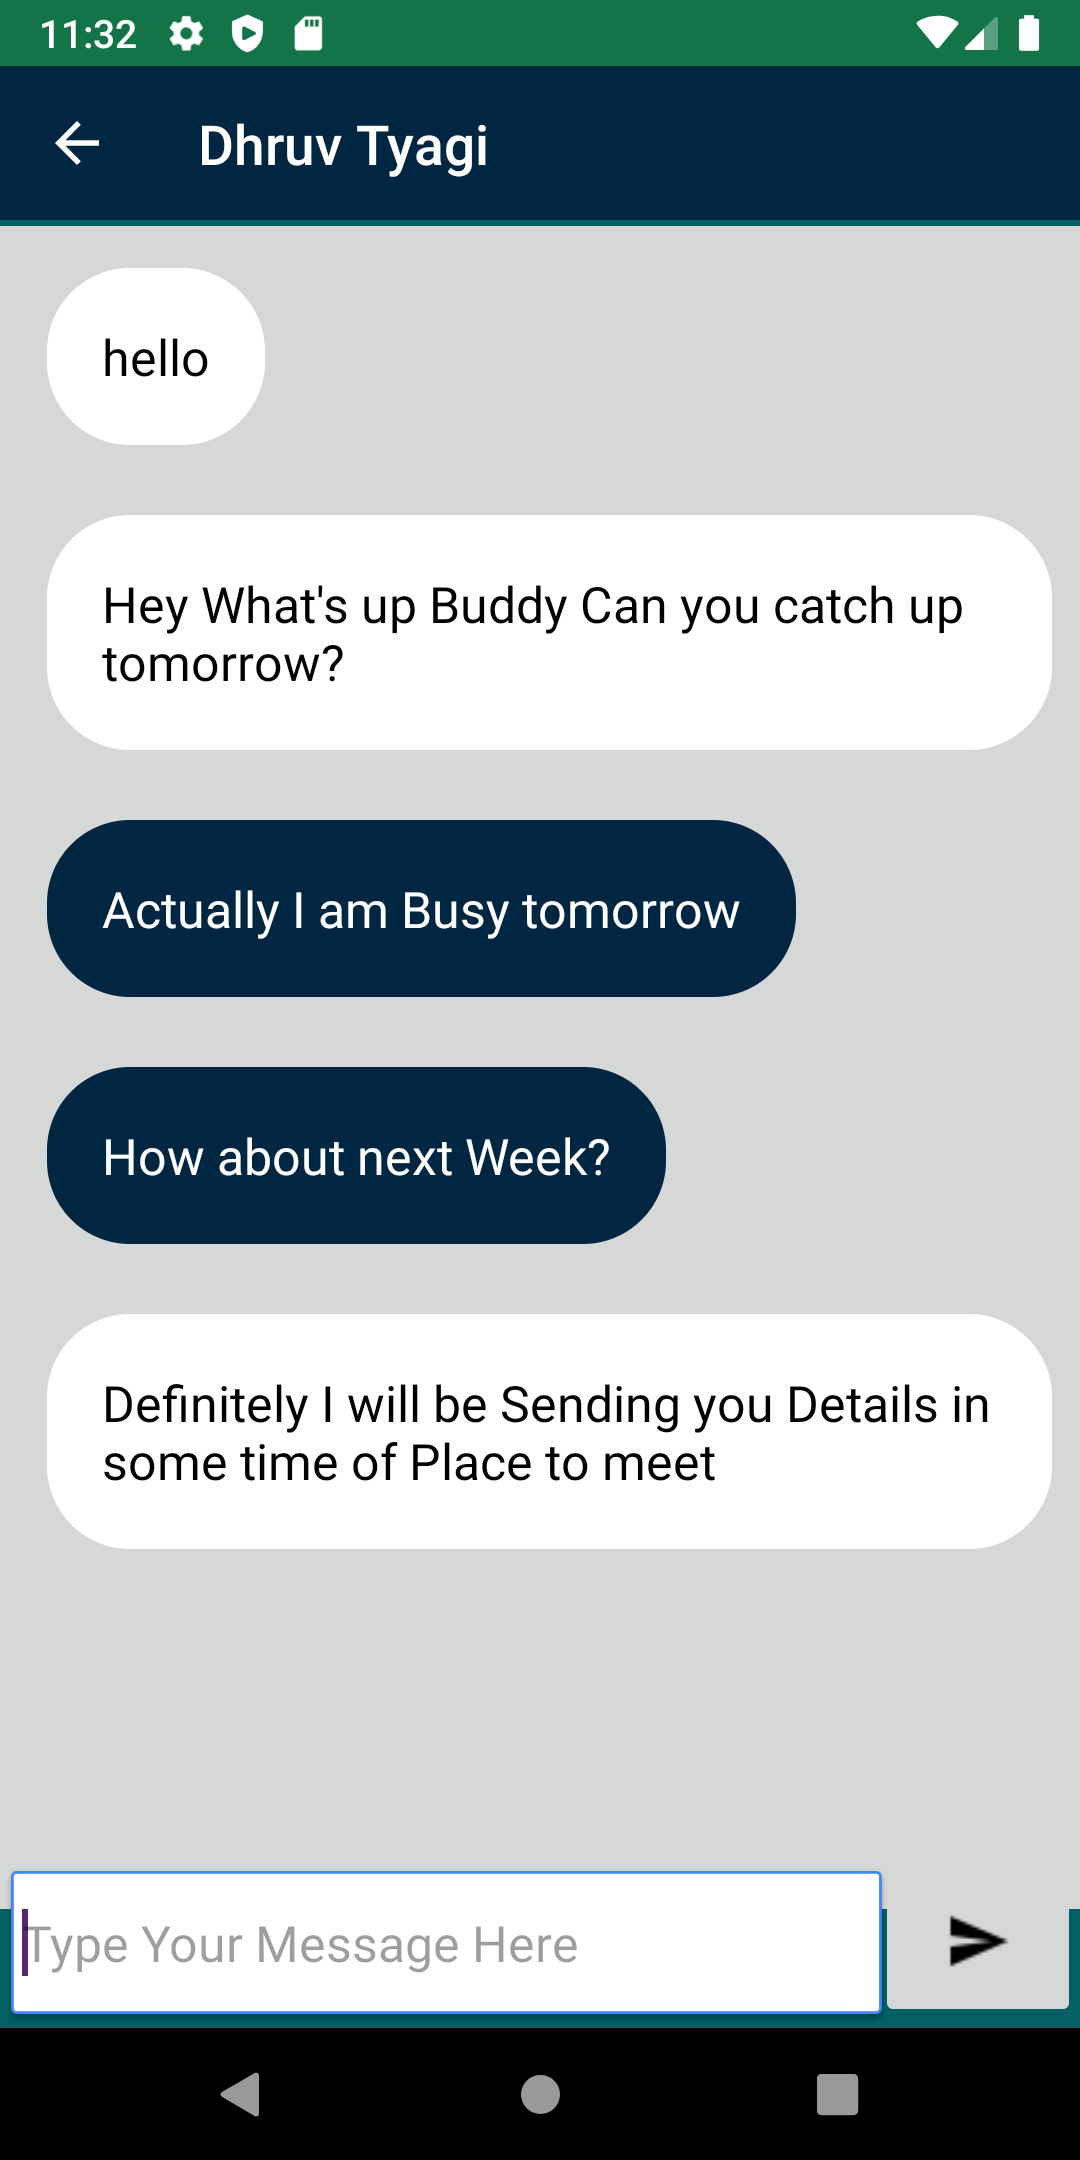 11:32
Dhruv Tyagi
hello
Hey What's up Buddy Can you catch up
tomorrow?
Actually I am Busy tomorrow
How about next Week?
Definitely I will be Sending you Details in
some time of Place to meet
Type Your Message Here